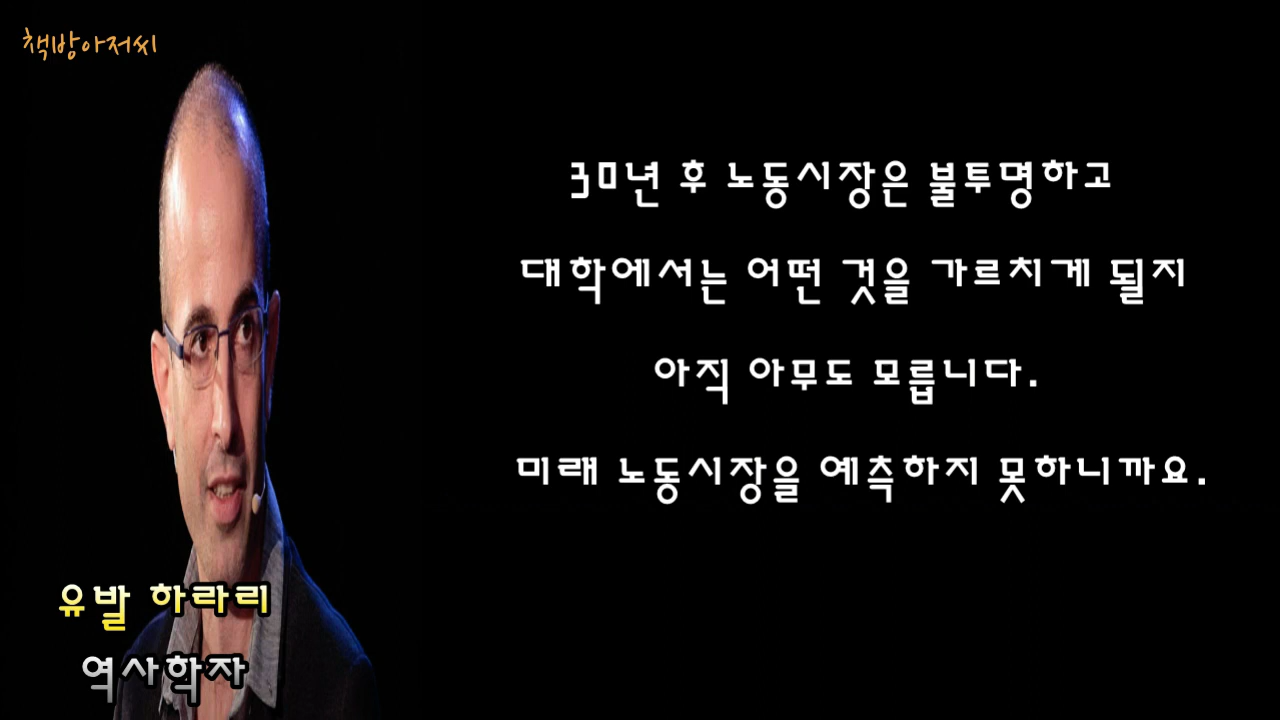 책방아저씨
30년 후 노동시장은 불투명하고
대학에서는 어떤 것을 가르치게 될지
아직 아무도 모릅니다.
미래 노동시장을 예측하지 못하니까요.
유발 하라리
역사학자